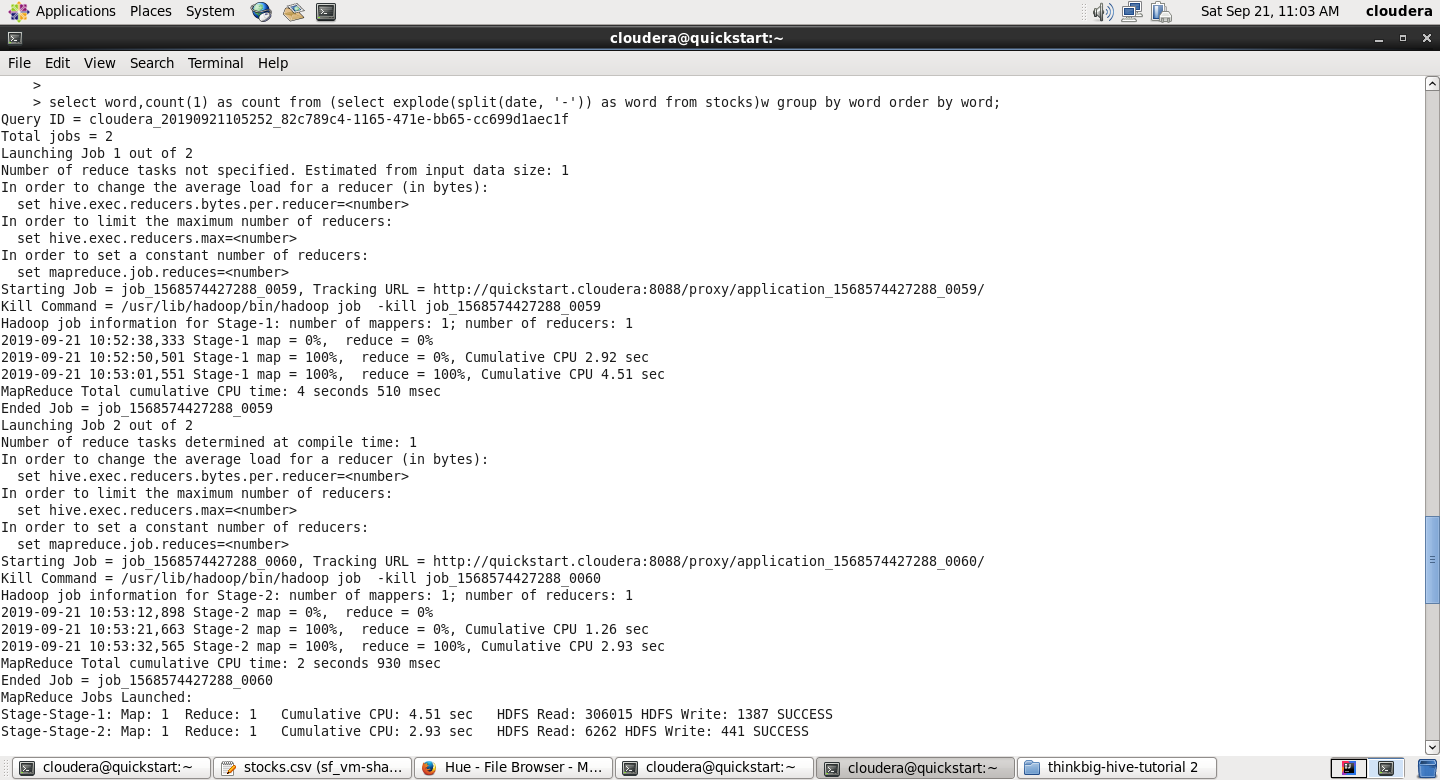 Applications Places System Sat Sep 21, 11:03 AM cloudera
cloudera@quickstart:~
File Edit View Search Terminal Help
    >
    > select word,count(1) as count from (select explode(split(date, '-')) as word from stocks)w group by word order by word;
Query ID = cloudera_20190921105252_82c789c4-1165-471e-bb65-cc699d1aec1f
Total jobs = 2
Launching Job 1 out of 2
Number of reduce tasks not specified. Estimated from input data size: 1
In order to change the average load for a reducer (in bytes):
  set hive.exec.reducers.bytes.per.reducer=<number>
In order to limit the maximum number of reducers:
  set hive.exec.reducers.max=<number>
In order to set a constant number of reducers:
  set mapreduce.job.reduces=<number>
Starting Job = job_1568574427288_0059, Tracking URL = http://quickstart.cloudera:8088/proxy/application_1568574427288_0059/
Kill Command = /usr/lib/hadoop/bin/hadoop job  -kill job_1568574427288_0059
Hadoop job information for Stage-1: number of mappers: 1; number of reducers: 1
2019-09-21 10:52:38,333 Stage-1 map = 0%,  reduce = 0%
2019-09-21 10:52:50,501 Stage-1 map = 100%,  reduce = 0%, Cumulative CPU 2.92 sec
2019-09-21 10:53:01,551 Stage-1 map = 100%,  reduce = 100%, Cumulative CPU 4.51 sec
MapReduce Total cumulative CPU time: 4 seconds 510 msec
Ended Job = job_1568574427288_0059
Launching Job 2 out of 2
Number of reduce tasks determined at compile time: 1
In order to change the average load for a reducer (in bytes):
  set hive.exec.reducers.bytes.per.reducer=<number>
In order to limit the maximum number of reducers:
  set hive.exec.reducers.max=<number>
In order to set a constant number of reducers:
  set mapreduce.job.reduces=<number>
Starting Job = job_1568574427288_0060, Tracking URL = http://quickstart.cloudera:8088/proxy/application_1568574427288_0060/
Kill Command = /usr/lib/hadoop/bin/hadoop job  -kill job_1568574427288_0060
Hadoop job information for Stage-2: number of mappers: 1; number of reducers: 1
2019-09-21 10:53:12,898 Stage-2 map = 0%,  reduce = 0%
2019-09-21 10:53:21,663 Stage-2 map = 100%,  reduce = 0%, Cumulative CPU 1.26 sec
2019-09-21 10:53:32,565 Stage-2 map = 100%,  reduce = 100%, Cumulative CPU 2.93 sec
MapReduce Total cumulative CPU time: 2 seconds 930 msec
Ended Job = job_1568574427288_0060
MapReduce Jobs Launched:
Stage-Stage-1: Map: 1  Reduce: 1   Cumulative CPU: 4.51 sec   HDFS Read: 306015 HDFS Write: 1387 SUCCESS
Stage-Stage-2: Map: 1  Reduce: 1   Cumulative CPU: 2.93 sec   HDFS Read: 6262 HDFS Write: 441 SUCCESS
cloudera@quickstart:~ stocks.csv (sf_vm-sha... Hue - File Browser - M... cloudera@quickstart:~ cloudera@quickstart:~ thinkbig-hive-tutorial 2